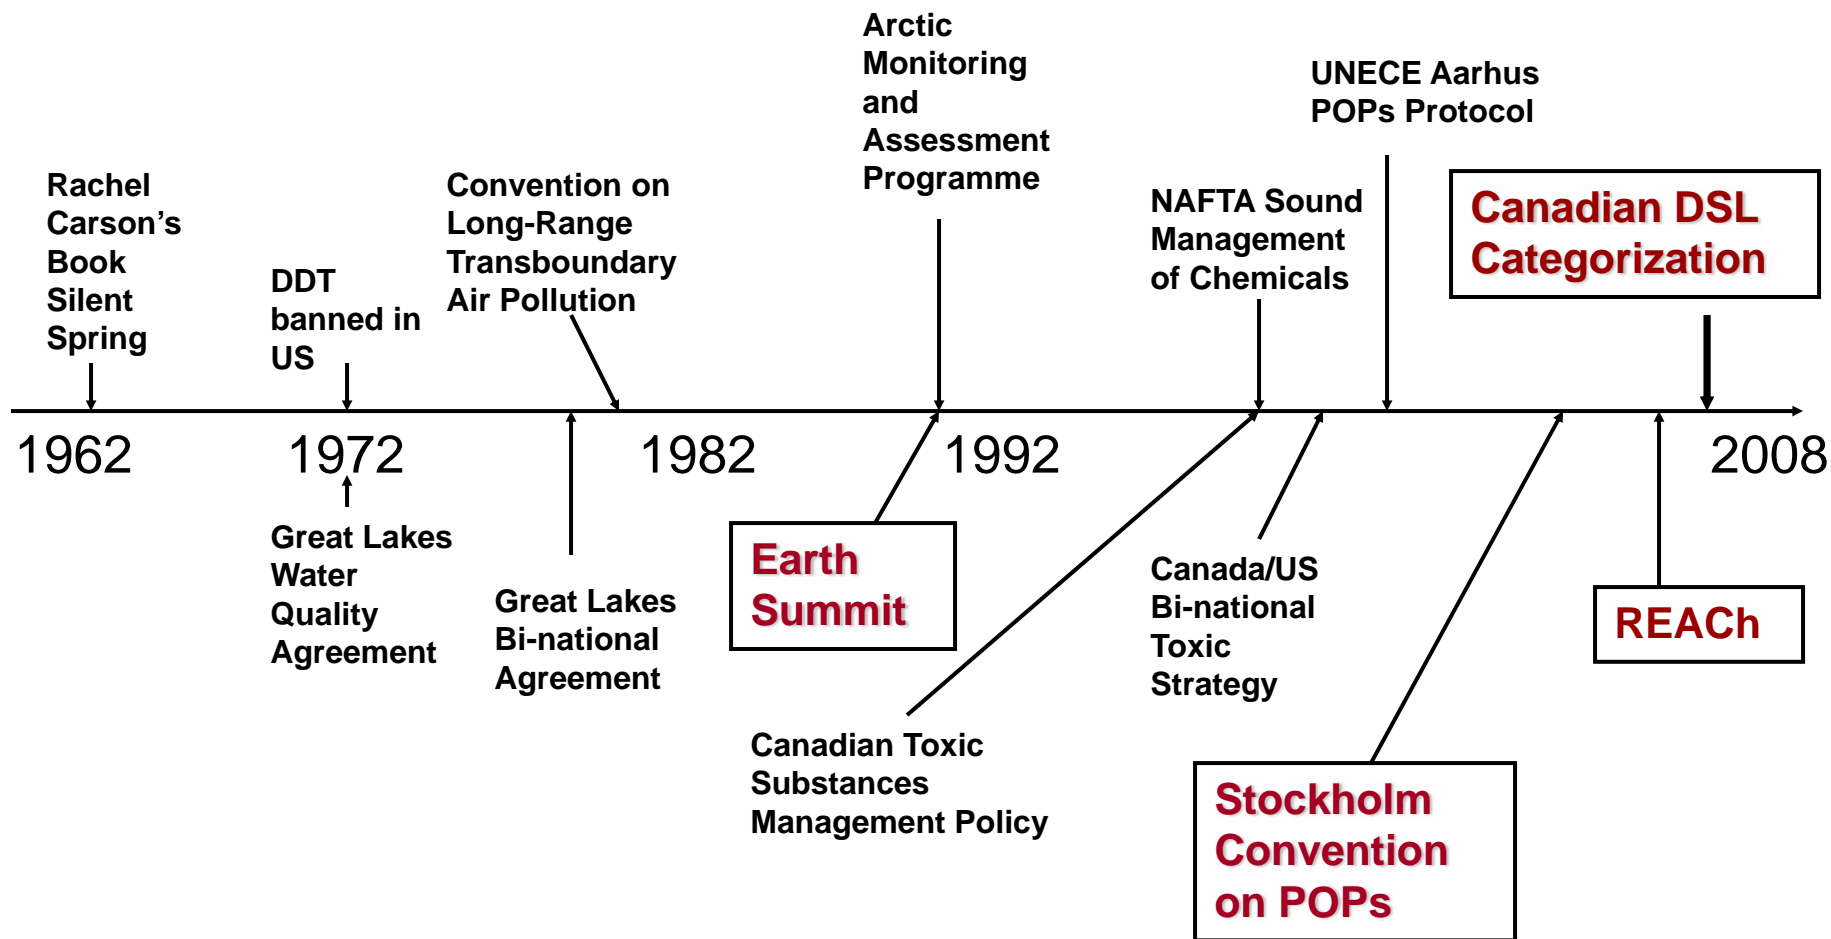 Arctic
Monitoring
and
Assessment
Programme
UNECE Aarhus
POPs Protocol
Rachel
Carson’s
Book
Silent
Spring
DDT
banned in
US
Convention on
Long-Range
Transboundary
Air Pollution
NAFTA Sound
Management
of Chemicals
Canadian DSL
Categorization
1962
1972
1982
1992
2008
Great Lakes
Water
Quality
Agreement
Great Lakes
Bi-national
Agreement
Earth
Summit
Canadian Toxic
Substances
Management Policy
Canada/US
Bi-national
Toxic
Strategy
Stockholm
Convention
on POPs
REACh